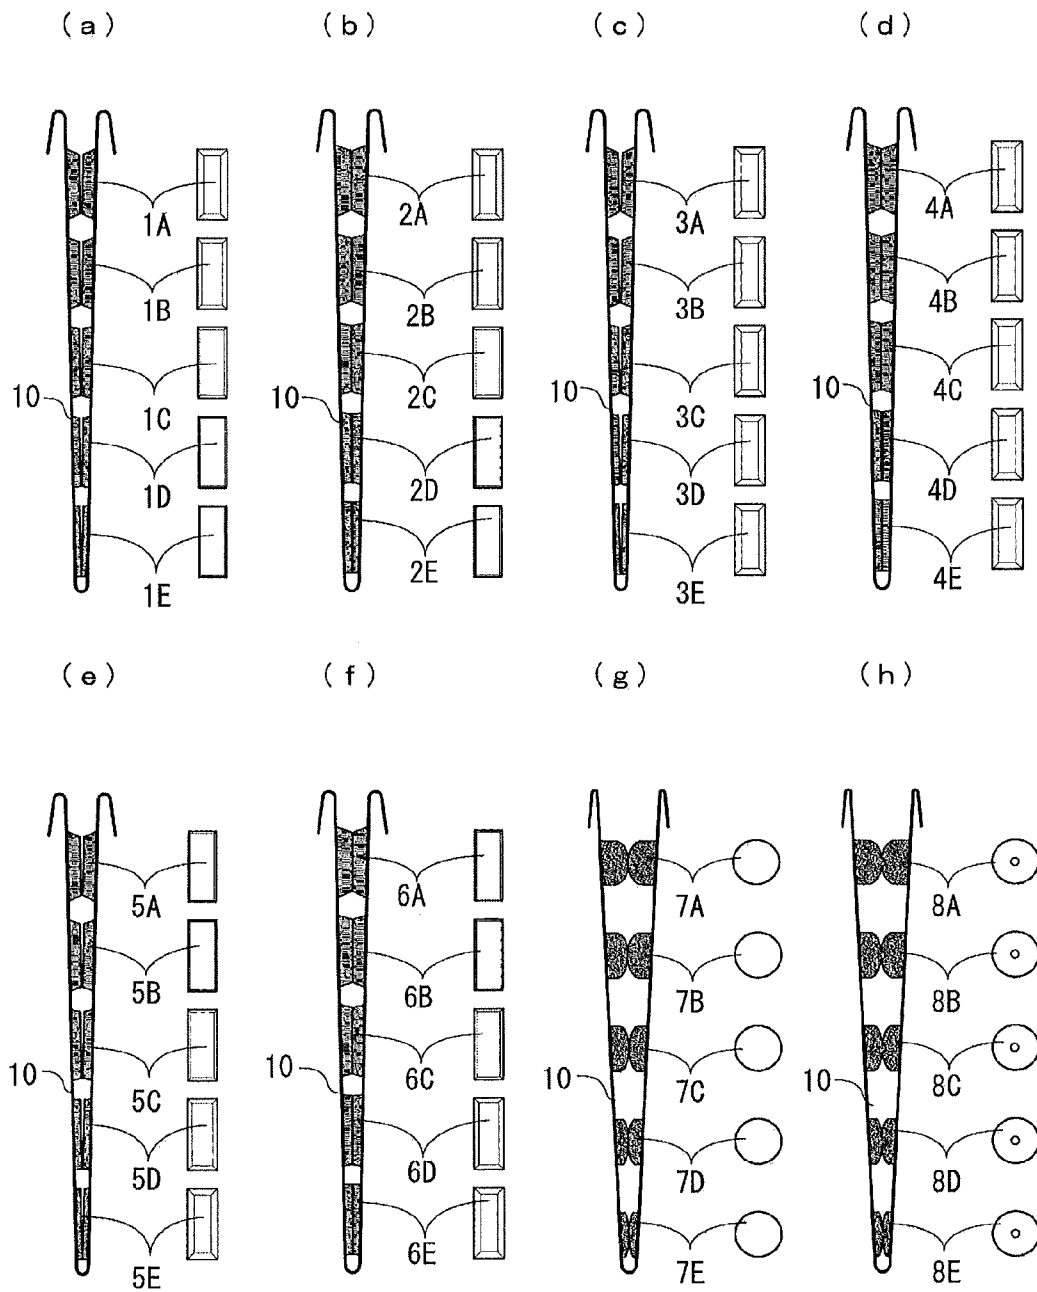 (a) (b) (c) (d)
1A 2A 3A 4A
1B 2B 3B 4B
1C 2C 3C 4C
10 10 10 10
1D 2D 3D 4D
1E 2E 3E 4E
(e) (f) (g) (h)
5A 6A 7A 8A
5B 6B 7B 8B
5C 6C 7C 8C
10 10 10 10
5D 6D 7D 8D
5E 6E 7E 8E